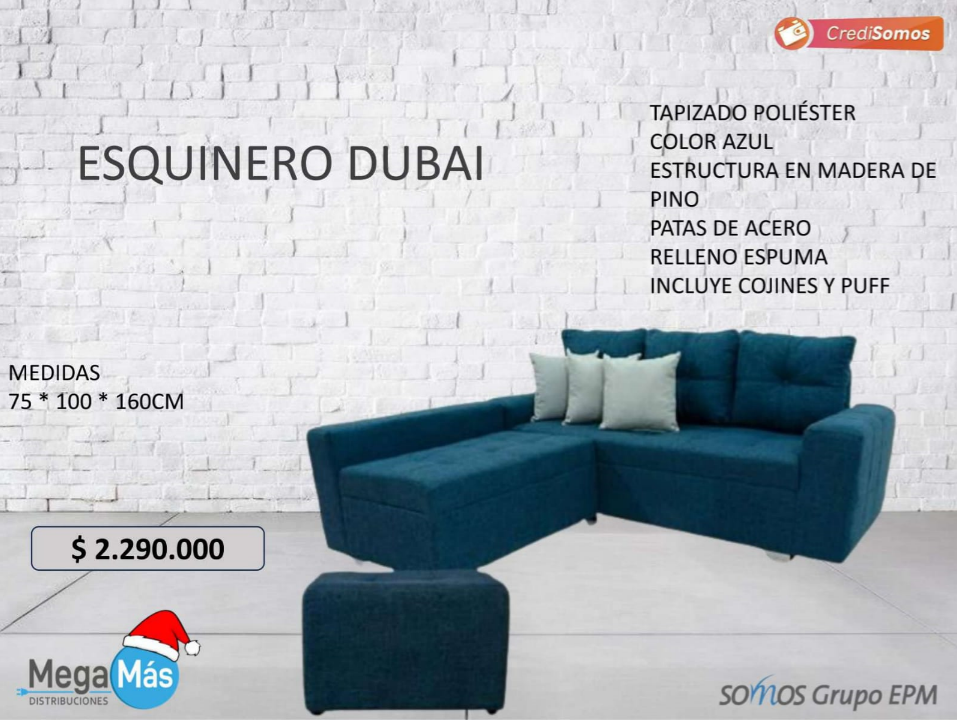 CrediSomos
TAPIZADO POLIÉSTER
COLOR AZUL
ESTRUCTURA EN MADERA DE
PINO
PATAS DE ACERO
RELLENO ESPUMA
INCLUYE COJINES Y PUFF
ESQUINERO DUBAI
MEDIDAS
75 * 100 * 160CM
$ 2.290.000
MegaMás
DISTRIBUCIONES
SOMOS Grupo EPM